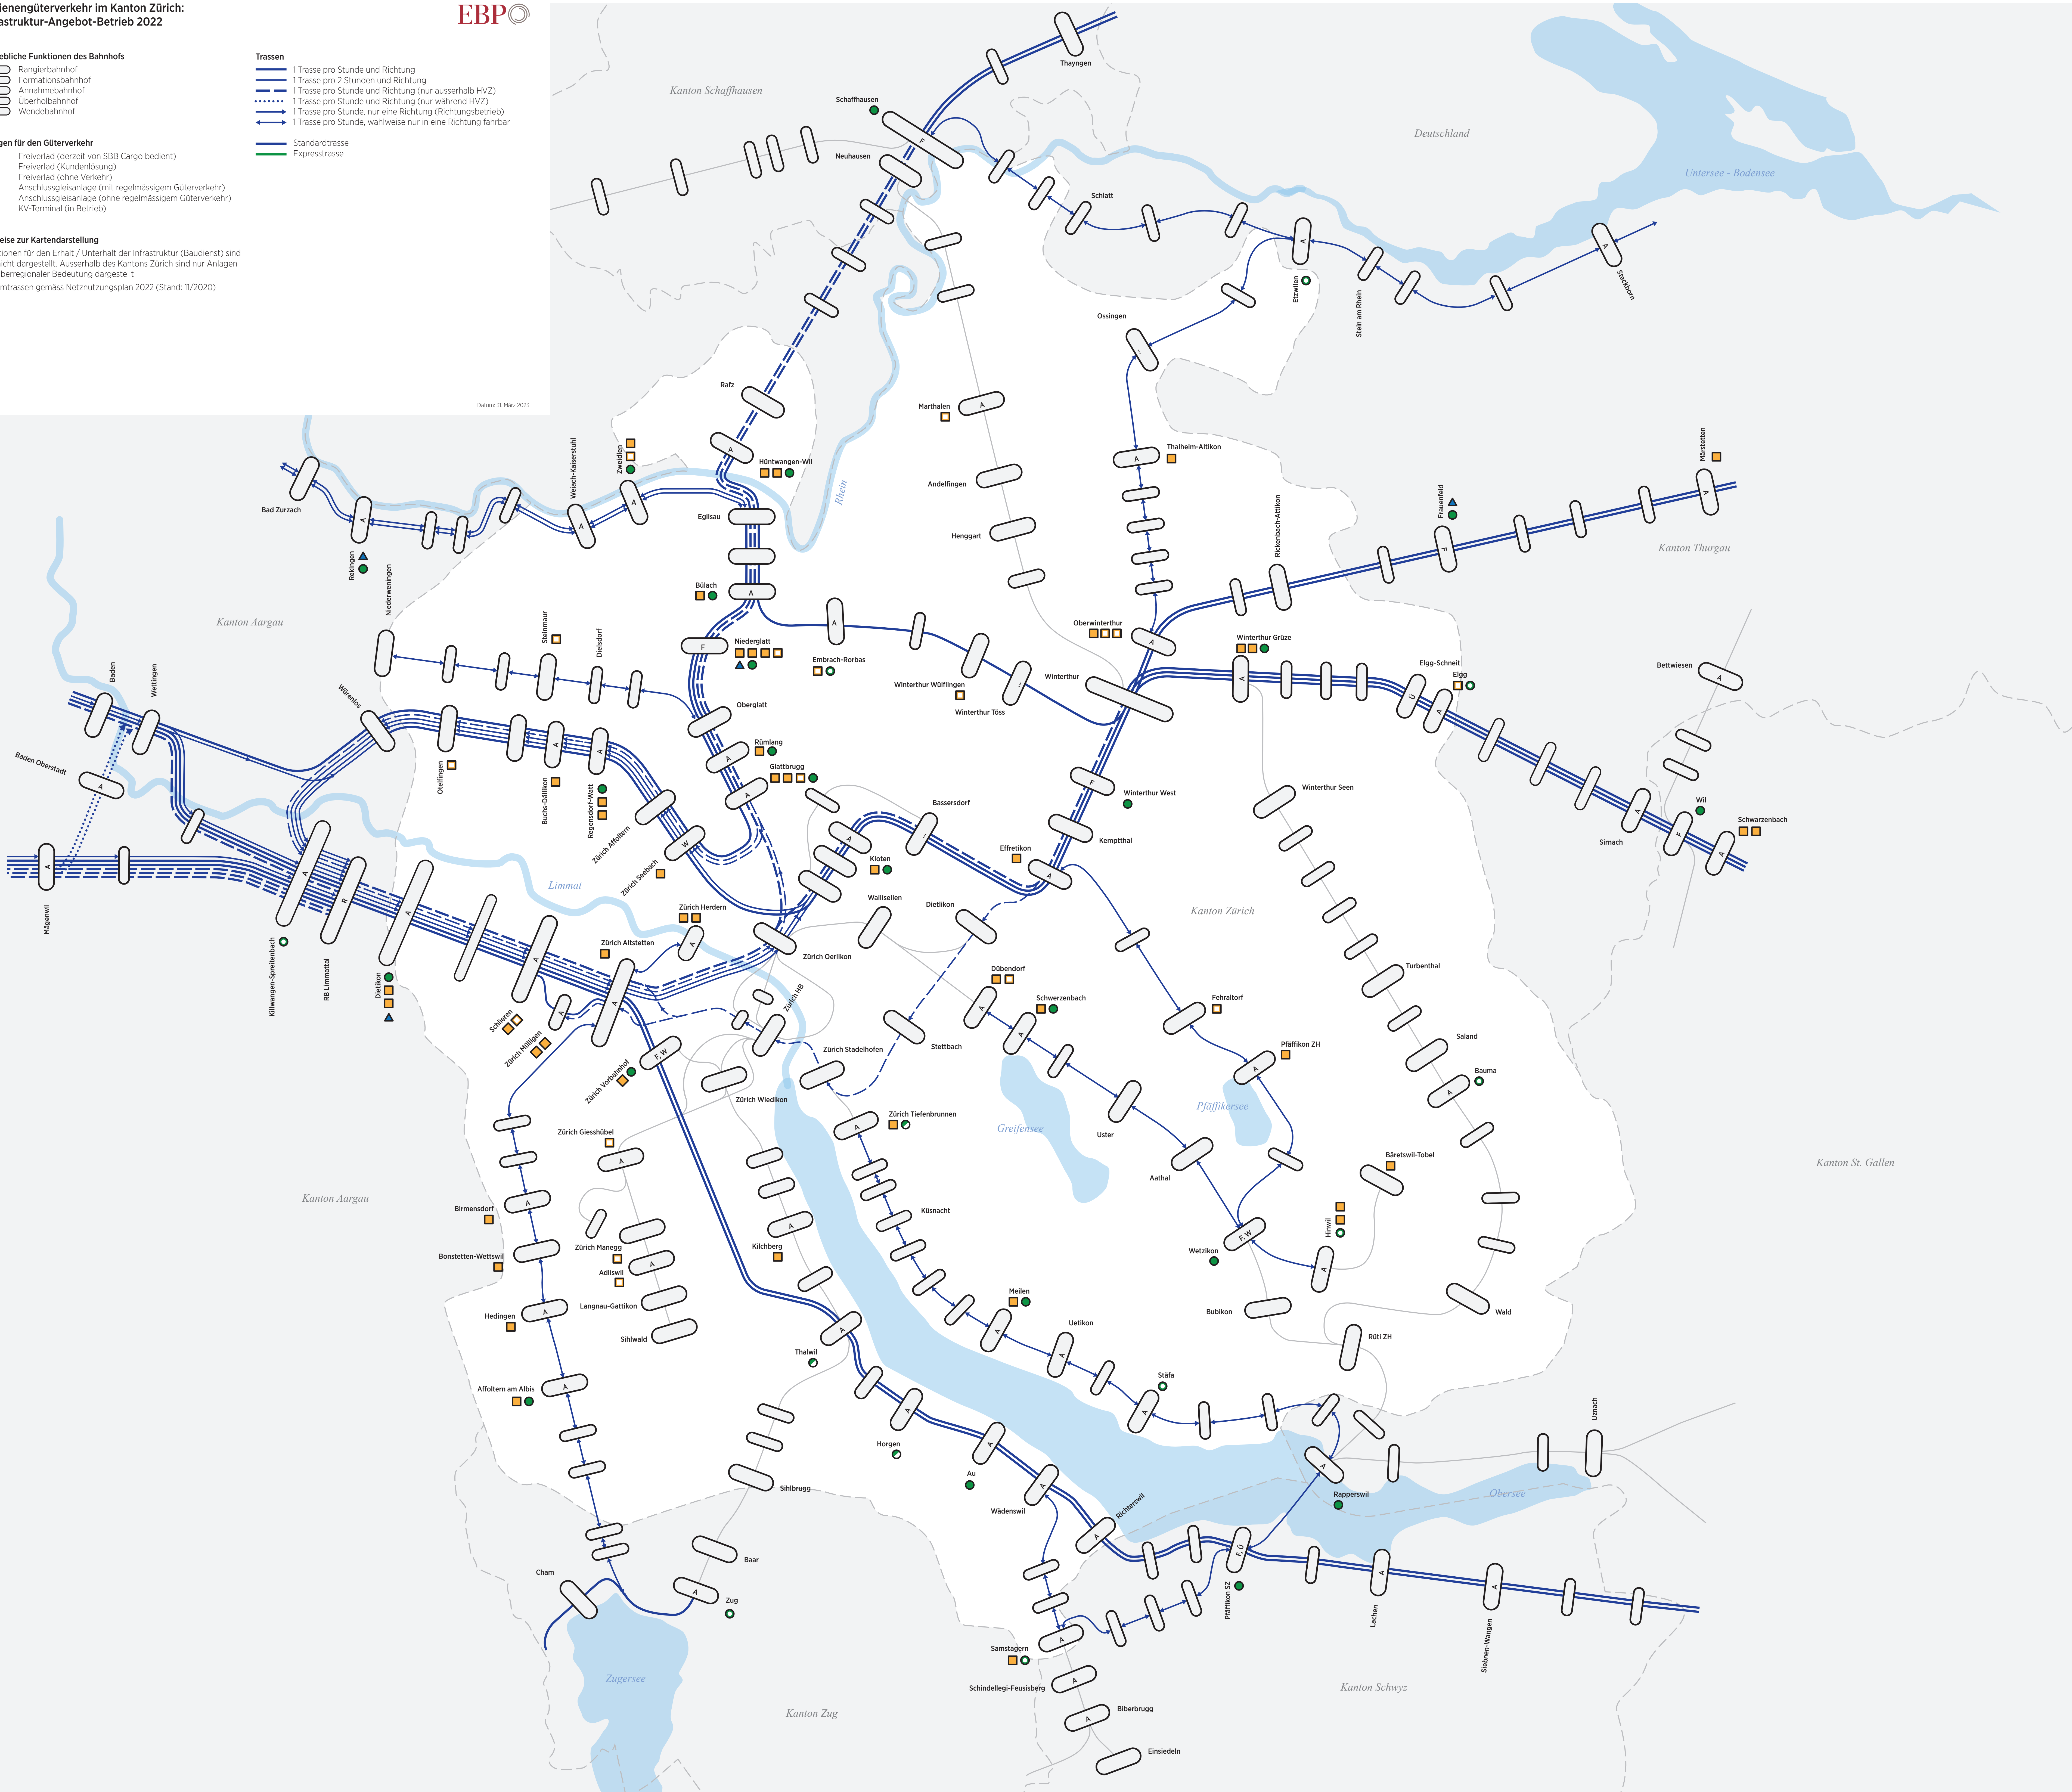 ienengüterverkehr im Kanton Zürich:
astruktur-Angebot-Betrieb 2022
EBP
ebliche Funktionen des Bahnhofs
Rangierbahnhof
Formationsbahnhof
Annahmebahnhof
Überholbahnhof
Wendebahnhof
Trassen
1 Trasse pro Stunde und Richtung
1 Trasse pro 2 Stunden und Richtung
1 Trasse pro Stunde und Richtung (nur ausserhalb HVZ)
1 Trasse pro Stunde und Richtung (nur während HVZ)
1 Trasse pro Stunde, nur eine Richtung (Richtungsbetrieb)
1 Trasse pro Stunde, wahlweise nur in eine Richtung fahrbar
Standardtrasse
Expresstrasse
gen für den Güterverkehr
Freiverlad (derzeit von SBB Cargo bedient)
Freiverlad (Kundenlösung)
Freiverlad (ohne Verkehr)
Anschlussgleisanlage (mit regelmässigem Güterverkehr)
Anschlussgleisanlage (ohne regelmässigem Güterverkehr)
KV-Terminal (in Betrieb)
eise zur Kartendarstellung
tionen für den Erhalt / Unterhalt der Infrastruktur (Baudienst) sind
nicht dargestellt. Ausserhalb des Kantons Zürich sind nur Anlagen
berregionaler Bedeutung dargestellt
mtrassen gemäss Netznutzungsplan 2022 (Stand: 11/2020)
Datum: 31. März 2023
Thayngen
Kanton Schaffhausen
Schaffhausen
F
Neuhausen
Deutschland
Untersee - Bodensee
Schlatt
A
Etzwilen
Stein am Rhein
A
Steckborn
Ossingen
Rafz
Marthalen
A
A
Hüntwangen-Wil
Zweidlen
A
Weiach-Kaiserstuhl
A
Rhein
Bad Zurzach
A
Rekingen
Eglisau
Andelfingen
Henggart
A
Thalheim-Altikon
Rickenbach-Attikon
Frauenfeld
F
Märstetten
A
Kanton Thurgau
Kanton Aargau
Niederweningen
Bülach
A
Steinmaur
Dielsdorf
F
Niederglatt
A
Embrach-Rorbas
Winterthur Wülflingen
Winterthur Töss
Oberwinterthur
A
Winterthur
Winterthur Grüze
A
Elgg-Schneit
Ü
Elgg
A
Bettwiesen
A
Baden
Wettingen
Würenlos
Baden Oberstadt
A
Otelfingen
A
Buchs-Dällikon
A
Regensdorf-Watt
Oberglatt
Rümlang
A
Glattbrugg
A
Zürich Affoltern
W
Zürich Seebach
Bassersdorf
A
Kloten
F
Winterthur West
Kemptthal
Effretikon
A
Winterthur Seen
Sirnach
A
Wil
F
Schwarzenbach
A
Mägenwil
A
Killwangen-Spreitenbach
A
RB Limmattal
R
Dietikon
A
Limmat
Schlieren
A
Zürich Mülligen
A
Zürich Altstetten
A
Zürich Herdern
A
Zürich Oerlikon
Wallisellen
Dietlikon
Kanton Zürich
Turbenthal
Zürich HB
Zürich Vorbahnhof
F, W
Zürich Wiedikon
Zürich Stadelhofen
Stettbach
Dübendorf
A
Schwerzenbach
A
Fehraltorf
A
Pfäffikon ZH
A
Saland
Bauma
A
Zürich Giesshübel
A
Zürich Tiefenbrunnen
A
Greifensee
Pfäffikersee
Uster
Aathal
Bäretswil-Tobel
Kanton St. Gallen
Kanton Aargau
Birmensdorf
A
Bonstetten-Wettswil
Zürich Manegg
Adliswil
A
Langnau-Gattikon
Sihlwald
Kilchberg
A
Küsnacht
Wetzikon
F, W
Hinwil
A
Bubikon
Wald
Rüti ZH
Hedingen
A
Affoltern am Albis
A
Thalwil
A
Meilen
A
Uetikon
A
Stäfa
A
Horgen
A
Au
A
Wädenswil
A
Richterswil
A
Rapperswil
A
Uznach
Obersee
Sihlbrugg
Baar
Cham
A
Zug
Zugersee
Kanton Zug
Samstagern
A
Schindellegi-Feusisberg
A
Biberbrugg
A
Einsiedeln
Pfäffikon SZ
F, Ü
Lachen
A
Siebnen-Wangen
A
Kanton Schwyz